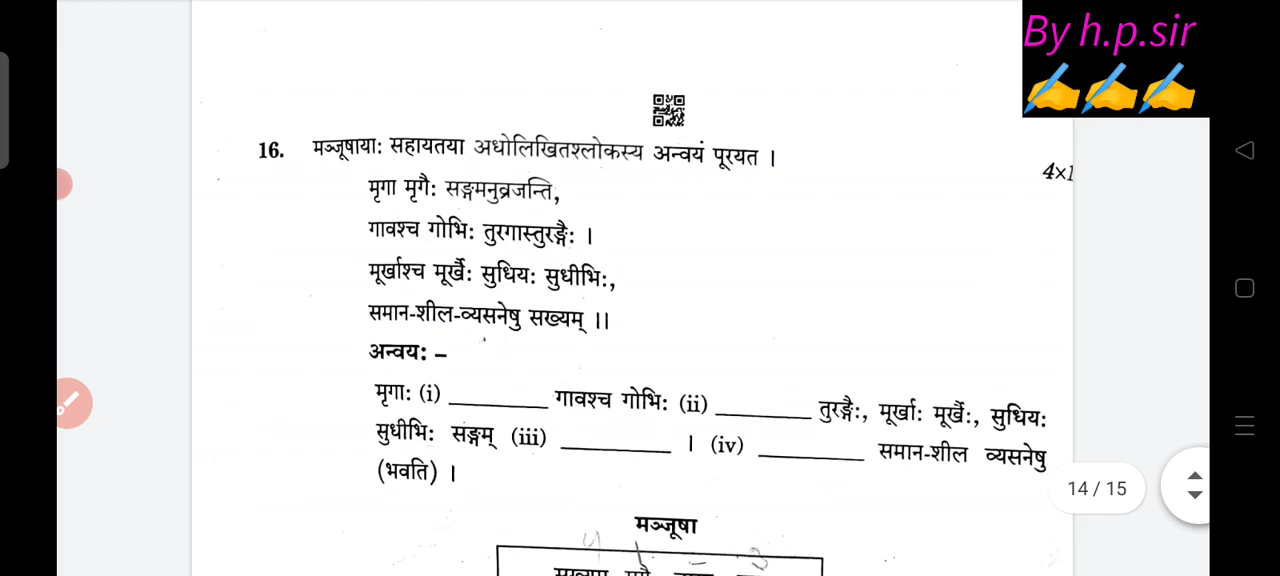 By h.p.sir
16. मञ्जूषायाः सहायतया अधोलिखितश्लोकस्य अन्वयं पूरयत ।
4×1
मृगा मृगैः सङ्गमनुव्रजन्ति,
गावश्च गोभिः तुरगास्तुरङ्गैः ।
मूर्खाश्च मूर्खैः सुधियः सुधीभिः,
समान-शील-व्यसनेषु सख्यम् ।।
अन्वयः –
मृगाः (i) ________ गावश्च गोभिः (ii) ________ तुरङ्गैः, मूर्खाः मूर्खैः, सुधियः
सुधीभिः सङ्गम् (iii) ________ । (iv) ________ समान-शील व्यसनेषु
(भवति) ।
14 / 15
मञ्जूषा